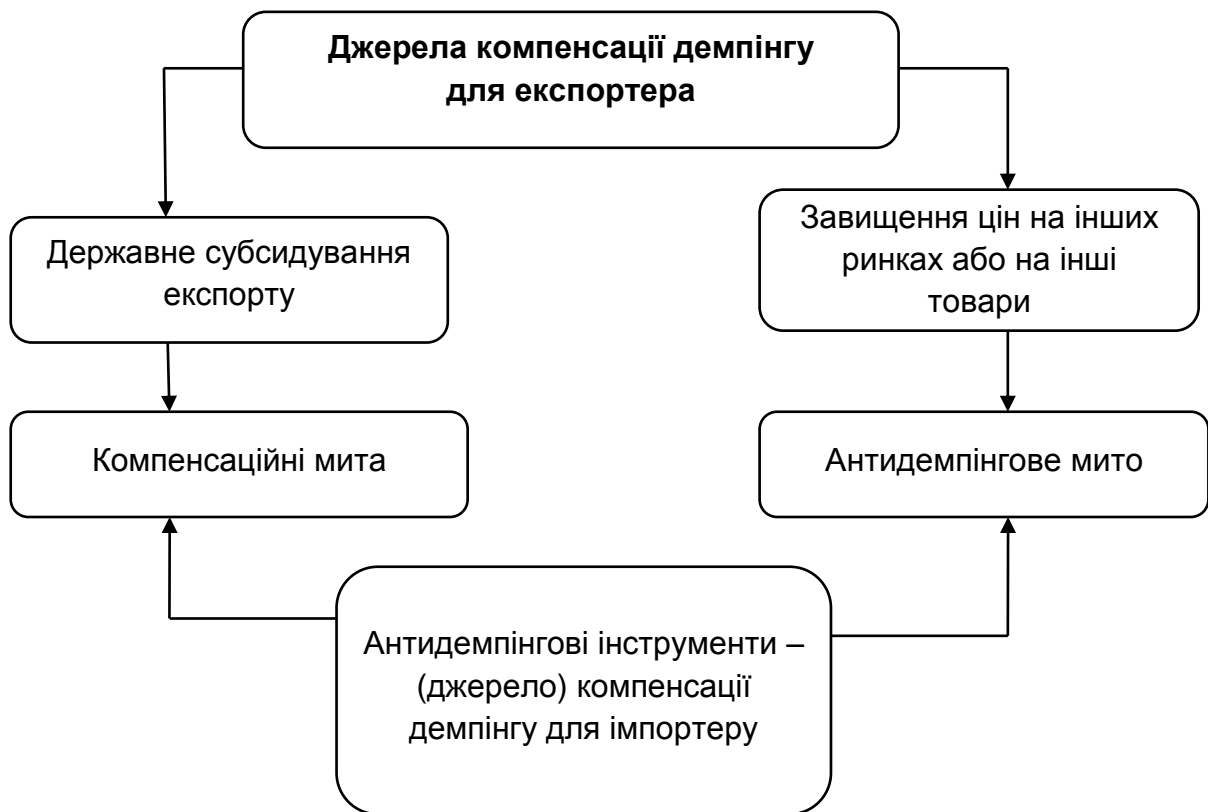 Джерела компенсації демпінгу
для експортера
Державне субсидування
експорту
Завищення цін на інших
ринках або на інші
товари
Компенсаційні мита
Антидемпінгове мито
Антидемпінгові інструменти –
(джерело) компенсації
демпінгу для імпортеру